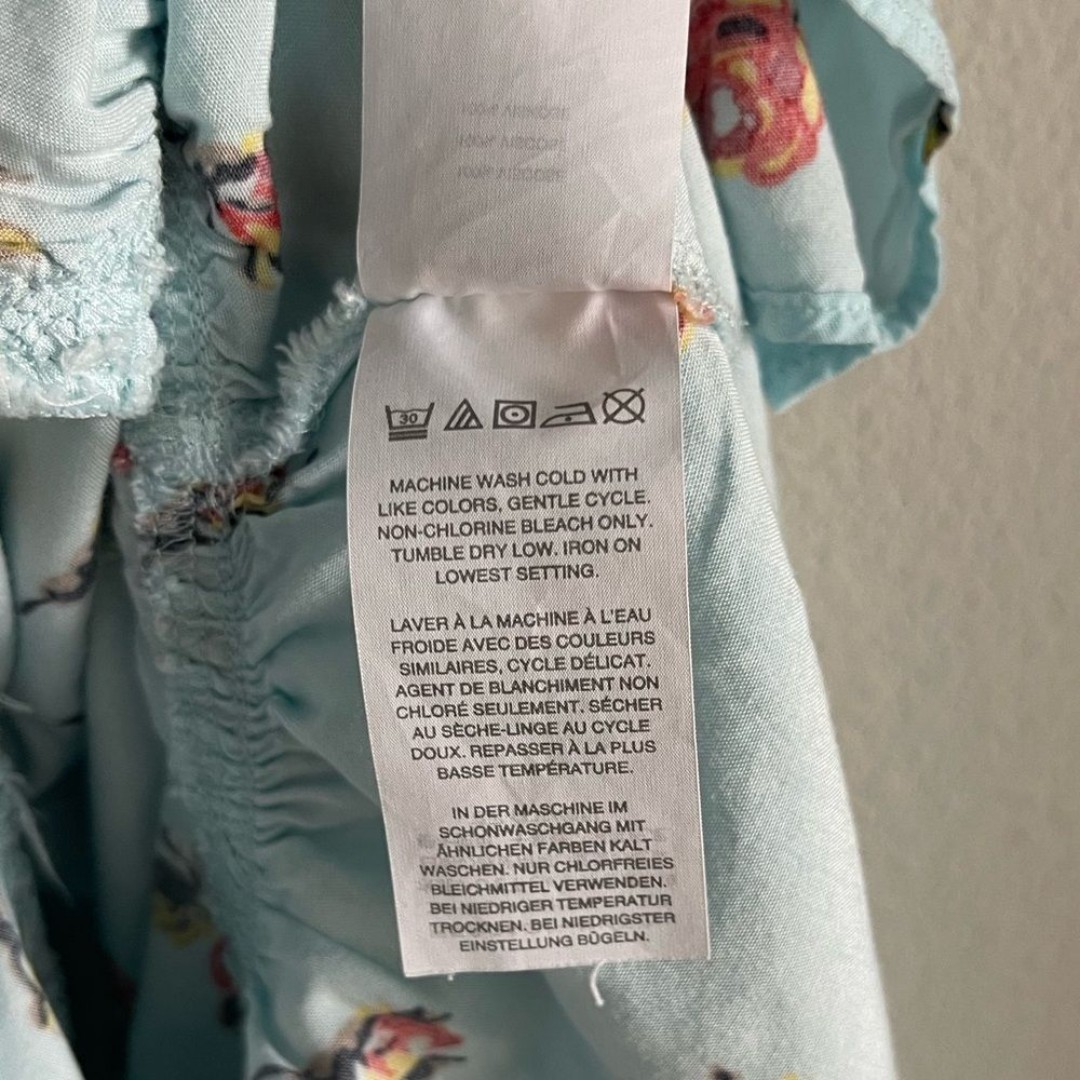 30
MACHINE WASH COLD WITH
LIKE COLORS, GENTLE CYCLE.
NON-CHLORINE BLEACH ONLY.
TUMBLE DRY LOW. IRON ON
LOWEST SETTING.
LAVER À LA MACHINE À L'EAU
FROIDE AVEC DES COULEURS
SIMILAIRES, CYCLE DÉLICAT.
AGENT DE BLANCHIMENT NON
CHLORÉ SEULEMENT. SÉCHER
AU SÈCHE-LINGE AU CYCLE
DOUX. REPASSER À LA PLUS
BASSE TEMPÉRATURE.
IN DER MASCHINE IM
SCHONWASCHGANG MIT
ÄHNLICHEN FARBEN KALT
WASCHEN. NUR CHLORFREIES
BLEICHMITTEL VERWENDEN.
BEI NIEDRIGER TEMPERATUR
TROCKNEN. BEI NIEDRIGSTER
EINSTELLUNG BÜGELN.